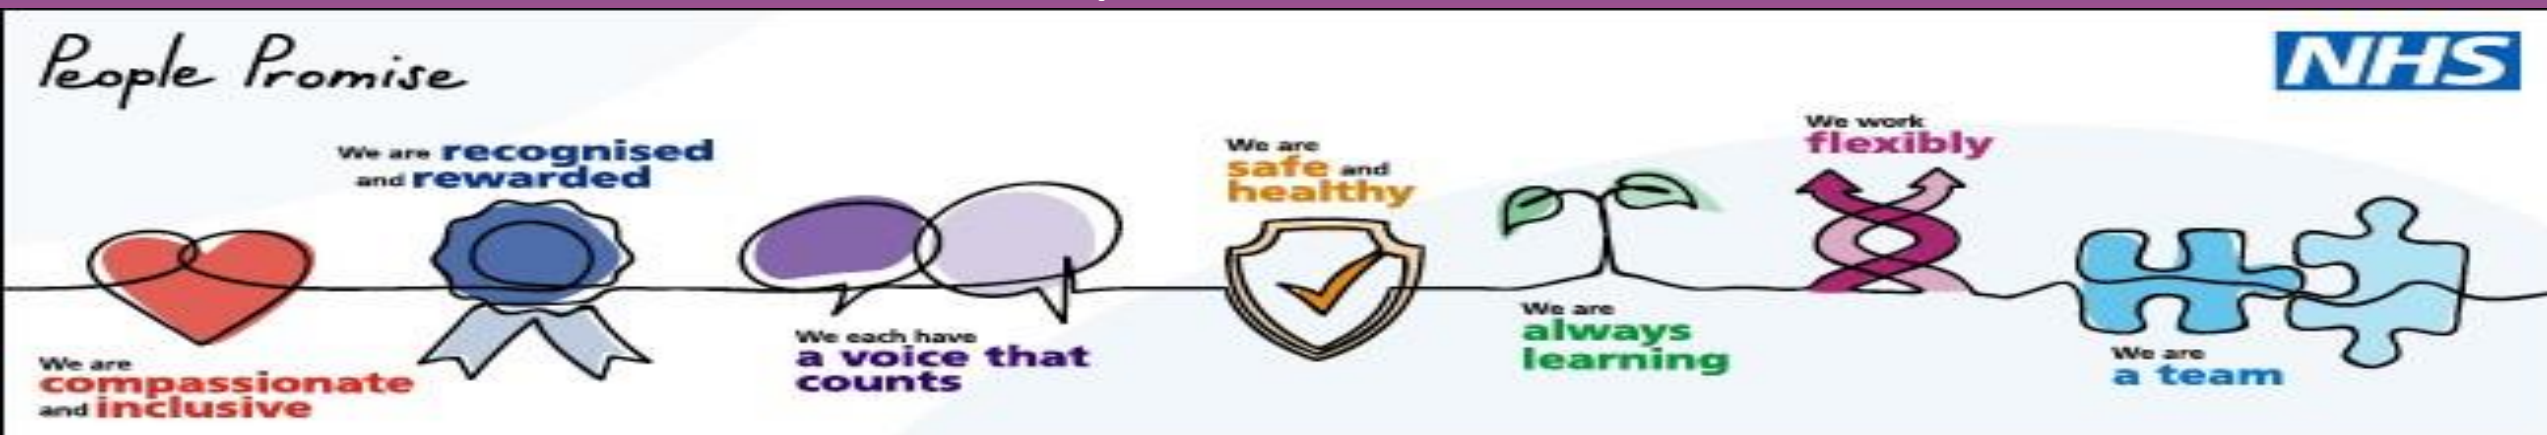 People Promise
NHS
We are
compassionate
and inclusive
We are recognised
and rewarded
We each have
a voice that
counts
We are
safe and
healthy
We are
always
learning
We work
flexibly
We are
a team